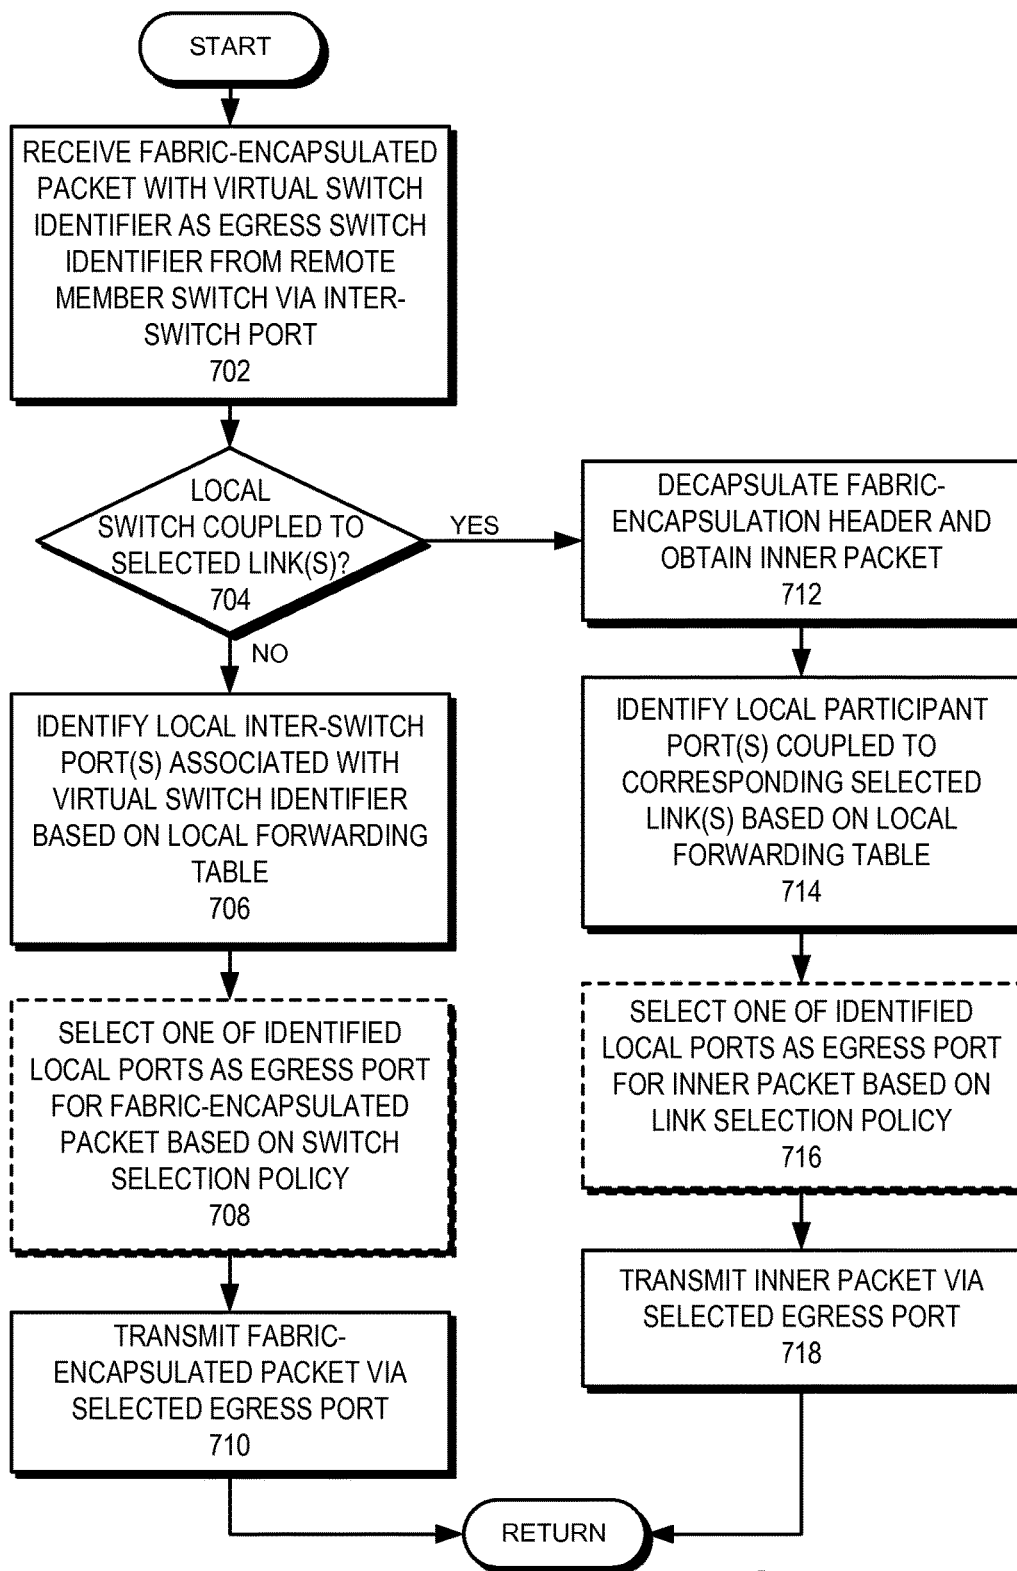 START
RECEIVE FABRIC-ENCAPSULATED
PACKET WITH VIRTUAL SWITCH
IDENTIFIER AS EGRESS SWITCH
IDENTIFIER FROM REMOTE
MEMBER SWITCH VIA INTER-
SWITCH PORT
702
LOCAL
SWITCH COUPLED TO
SELECTED LINK(S)?
704
YES
NO
IDENTIFY LOCAL INTER-SWITCH
PORT(S) ASSOCIATED WITH
VIRTUAL SWITCH IDENTIFIER
BASED ON LOCAL FORWARDING
TABLE
706
SELECT ONE OF IDENTIFIED
LOCAL PORTS AS EGRESS PORT
FOR FABRIC-ENCAPSULATED
PACKET BASED ON SWITCH
SELECTION POLICY
708
TRANSMIT FABRIC-
ENCAPSULATED PACKET VIA
SELECTED EGRESS PORT
710
DECAPSULATE FABRIC-
ENCAPSULATION HEADER AND
OBTAIN INNER PACKET
712
IDENTIFY LOCAL PARTICIPANT
PORT(S) COUPLED TO
CORRESPONDING SELECTED
LINK(S) BASED ON LOCAL
FORWARDING TABLE
714
SELECT ONE OF IDENTIFIED
LOCAL PORTS AS EGRESS PORT
FOR INNER PACKET BASED ON
LINK SELECTION POLICY
716
TRANSMIT INNER PACKET VIA
SELECTED EGRESS PORT
718
RETURN